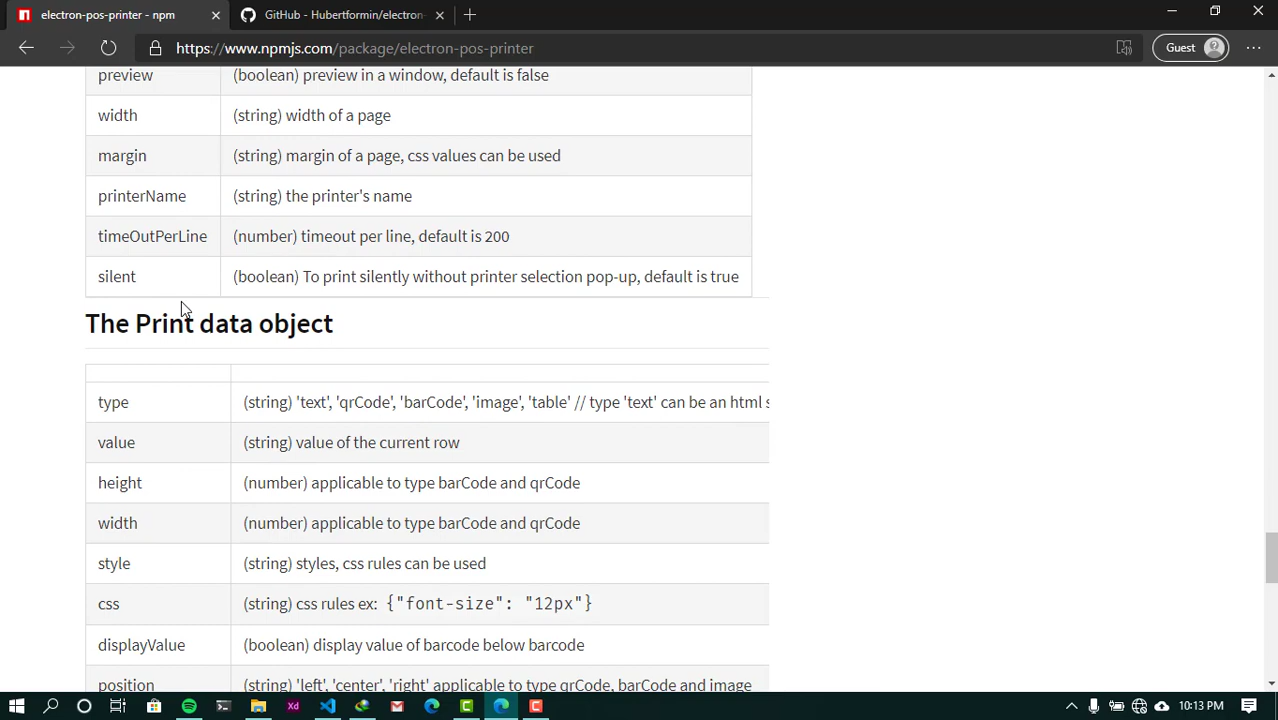 electron-pos-printer - npm
GitHub - Hubertformin/electron-
https://www.npmjs.com/package/electron-pos-printer
Guest
preview (boolean) preview in a window, default is false
width (string) width of a page
margin (string) margin of a page, css values can be used
printerName (string) the printer's name
timeOutPerLine (number) timeout per line, default is 200
silent (boolean) To print silently without printer selection pop-up, default is true
The Print data object
type (string) 'text', 'qrCode', 'barCode', 'image', 'table' // type 'text' can be an html s
value (string) value of the current row
height (number) applicable to type barCode and qrCode
width (number) applicable to type barCode and qrCode
style (string) styles, css rules can be used
css (string) css rules ex: {"font-size": "12px"}
displayValue (boolean) display value of barcode below barcode
position (string) 'left', 'center', 'right' applicable to type qrCode, barCode and image
Xd
10:13 PM